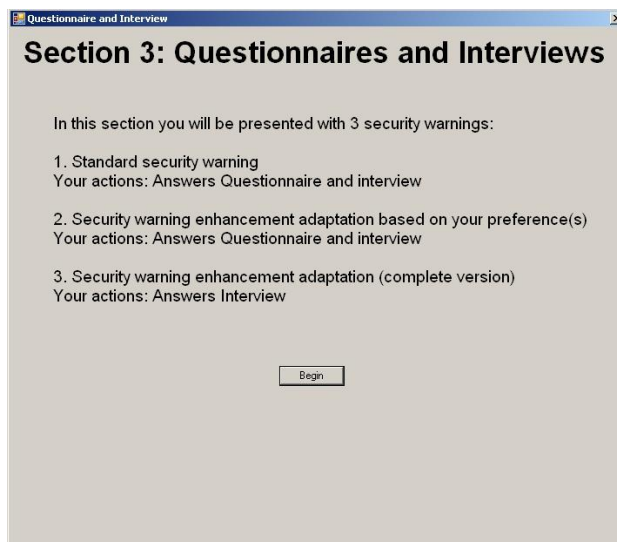 Questionnaire and Interview
Section 3: Questionnaires and Interviews
In this section you will be presented with 3 security warnings:
1. Standard security warning
Your actions: Answers Questionnaire and interview
2. Security warning enhancement adaptation based on your preference(s)
Your actions: Answers Questionnaire and interview
3. Security warning enhancement adaptation (complete version)
Your actions: Answers Interview
Begin